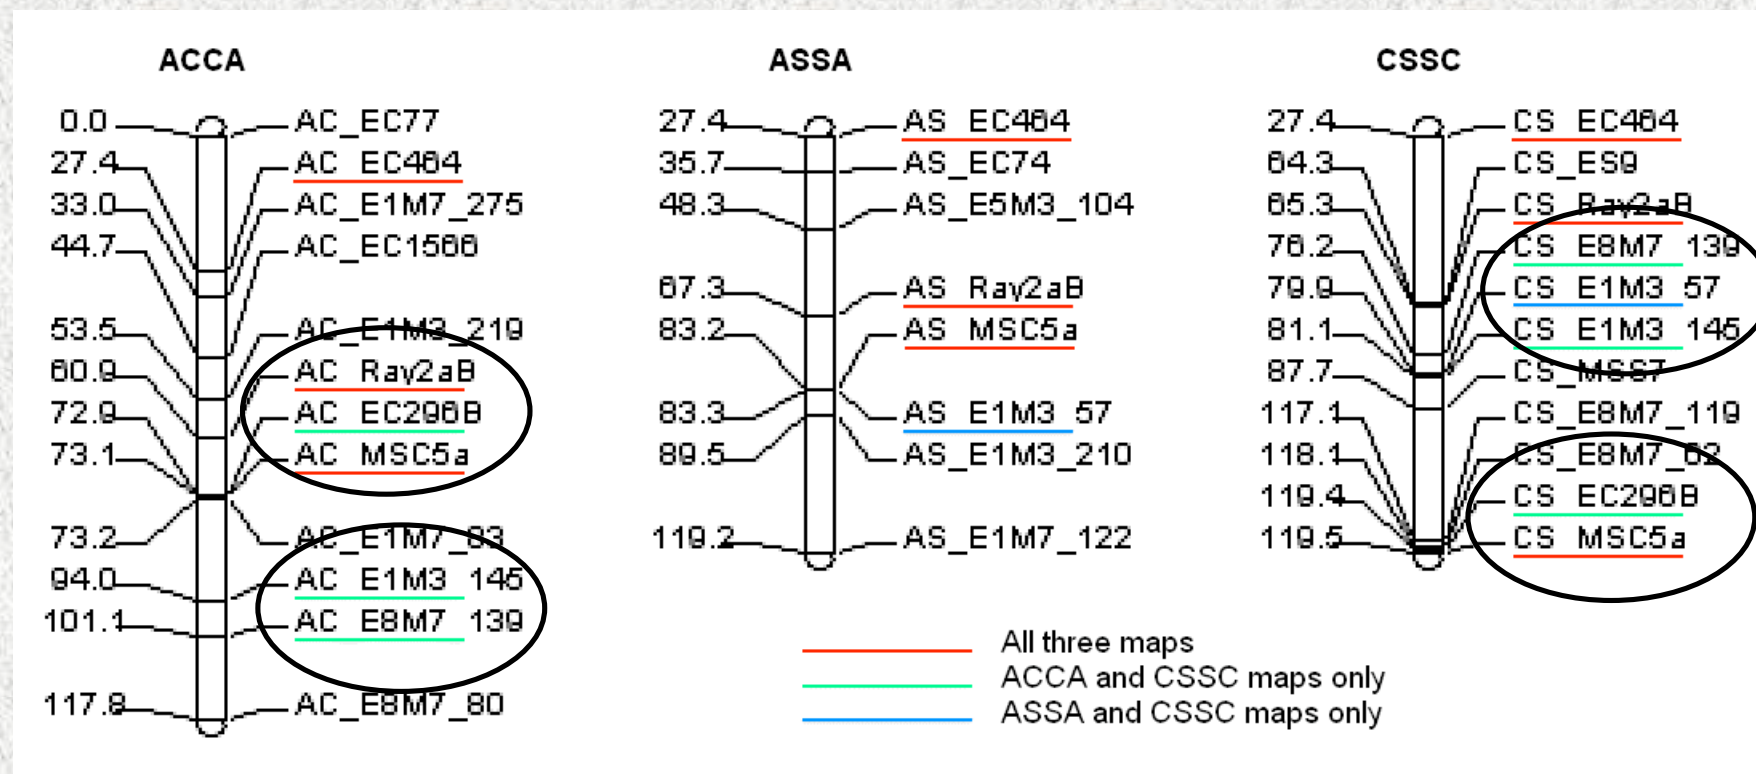 ACCA
0.0 AC_EC77
27.4 AC_EC464
33.0 AC_E1M7_275
44.7 AC_EC1566
53.5 AC_E1M3_219
60.9 AC_Ray2aB
72.9 AC_EC296B
73.1 AC_MSC5a
73.2 AC_E1M7_83
94.0 AC_E1M3_145
101.1 AC_E8M7_139
117.8 AC_E8M7_80
ASSA
27.4 AS_EC464
35.7 AS_EC74
48.3 AS_E5M3_104
67.3 AS_Ray2aB
83.2 AS_MSC5a
83.3 AS_E1M3_57
89.5 AS_E1M3_210
119.2 AS_E1M7_122
CSSC
27.4 CS_EC464
64.3 CS_ES9
65.3 CS_Ray2aB
76.2 CS_E8M7_139
79.9 CS_E1M3_57
81.1 CS_E1M3_145
87.7
117.1 CS_E8M7_119
118.1 CS_E8M7_62
119.4 CS_EC296B
119.5 CS_MSC5a
All three maps
ACCA and CSSC maps only
ASSA and CSSC maps only